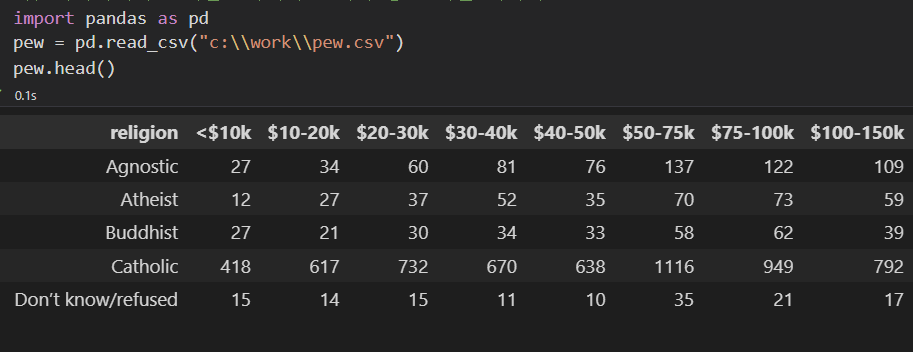 import pandas as pd
pew = pd.read_csv("c:\\work\\pew.csv")
pew.head()
0.1s
religion <$10k $10-20k $20-30k $30-40k $40-50k $50-75k $75-100k $100-150k
Agnostic 27 34 60 81 76 137 122 109
Atheist 12 27 37 52 35 70 73 59
Buddhist 27 21 30 34 33 58 62 39
Catholic 418 617 732 670 638 1116 949 792
Don’t know/refused 15 14 15 11 10 35 21 17